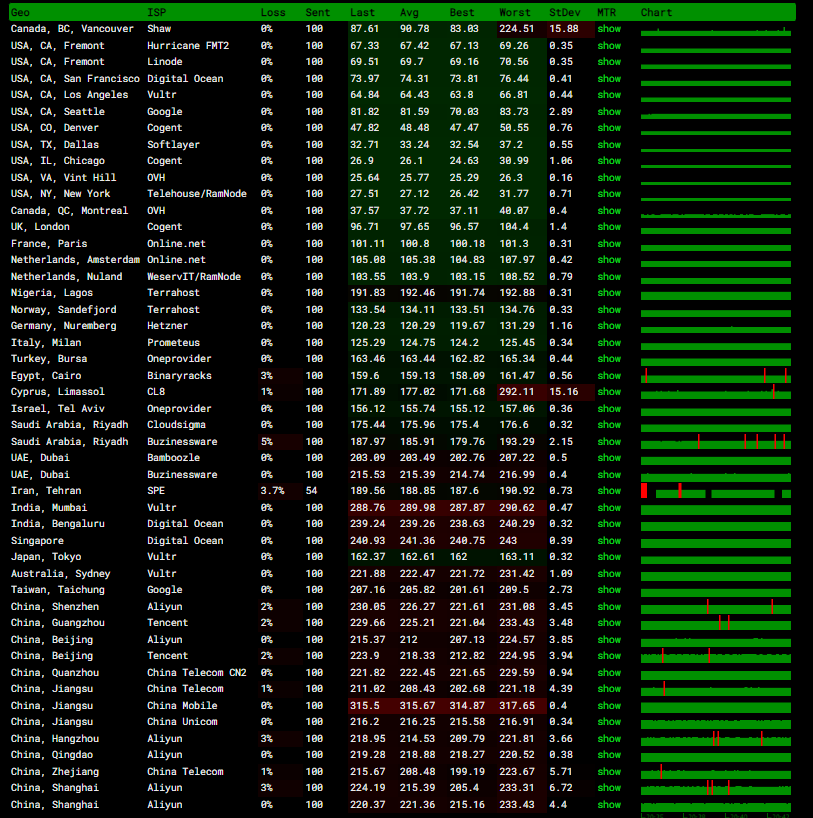 Geo ISP Loss Sent Last Avg Best Worst StDev MTR Chart
Canada, BC, Vancouver Shaw 0% 100 87.61 90.78 83.03 224.51 15.88 show
USA, CA, Fremont Hurricane FMT2 0% 100 67.33 67.42 67.13 69.26 0.35 show
USA, CA, Fremont Linode 0% 100 69.51 69.7 69.16 70.56 0.35 show
USA, CA, San Francisco Digital Ocean 0% 100 73.97 74.31 73.81 76.44 0.41 show
USA, CA, Los Angeles Vultr 0% 100 64.84 64.43 63.8 66.81 0.44 show
USA, CA, Seattle Google 0% 100 81.82 81.59 70.03 83.73 2.89 show
USA, CO, Denver Cogent 0% 100 47.82 48.48 47.47 50.55 0.76 show
USA, TX, Dallas Softlayer 0% 100 32.71 33.24 32.54 37.2 0.55 show
USA, IL, Chicago Cogent 0% 100 26.9 26.1 24.63 30.99 1.06 show
USA, VA, Vint Hill OVH 0% 100 25.64 25.77 25.29 26.3 0.16 show
USA, NY, New York Telehouse/RamNode 0% 100 27.51 27.12 26.42 31.77 0.71 show
Canada, QC, Montreal OVH 0% 100 37.57 37.72 37.11 40.07 0.4 show
UK, London Cogent 0% 100 96.71 97.65 96.57 104.4 1.4 show
France, Paris Online.net 0% 100 101.11 100.8 100.18 101.3 0.31 show
Netherlands, Amsterdam Online.net 0% 100 105.08 105.38 104.83 107.97 0.42 show
Netherlands, Nuland WeservIT/RamNode 0% 100 103.55 103.9 103.15 108.52 0.79 show
Nigeria, Lagos Terrahost 0% 100 191.83 192.46 191.74 192.88 0.31 show
Norway, Sandefjord Terrahost 0% 100 133.54 134.11 133.51 134.76 0.33 show
Germany, Nuremberg Hetzner 0% 100 120.23 120.29 119.67 131.29 1.16 show
Italy, Milan Prometeus 0% 100 125.29 124.75 124.2 125.45 0.34 show
Turkey, Bursa Oneprovider 0% 100 163.46 163.44 162.82 165.34 0.44 show
Egypt, Cairo Binaryracks 3% 100 159.6 159.13 158.09 161.47 0.56 show
Cyprus, Limassol CL8 1% 100 171.89 177.02 171.68 292.11 15.16 show
Israel, Tel Aviv Oneprovider 0% 100 156.12 155.74 155.12 157.06 0.36 show
Saudi Arabia, Riyadh Cloudsigma 0% 100 175.44 175.96 175.4 176.6 0.32 show
Saudi Arabia, Riyadh Buzinessware 5% 100 187.97 185.91 179.76 193.29 2.15 show
UAE, Dubai Bamboozle 0% 100 203.09 203.49 202.76 207.22 0.5 show
UAE, Dubai Buzinessware 0% 100 215.53 215.39 214.74 216.99 0.4 show
Iran, Tehran SPE 3.7% 54 189.56 188.85 187.6 190.92 0.73 show
India, Mumbai Vultr 0% 100 288.76 289.98 287.87 290.62 0.47 show
India, Bengaluru Digital Ocean 0% 100 239.24 239.26 238.63 240.29 0.32 show
Singapore Digital Ocean 0% 100 240.93 241.36 240.75 243 0.39 show
Japan, Tokyo Vultr 0% 100 162.37 162.61 162 163.11 0.32 show
Australia, Sydney Vultr 0% 100 221.88 222.47 221.72 231.42 1.09 show
Taiwan, Taichung Google 0% 100 207.16 205.82 201.61 209.5 2.73 show
China, Shenzhen Aliyun 2% 100 230.05 226.27 221.61 231.08 3.45 show
China, Guangzhou Tencent 2% 100 229.66 225.21 221.04 233.43 3.48 show
China, Beijing Aliyun 0% 100 215.37 212 207.13 224.57 3.85 show
China, Beijing Tencent 2% 100 223.9 218.33 212.82 224.95 3.94 show
China, Quanzhou China Telecom CN2 0% 100 221.82 222.45 221.65 229.59 0.94 show
China, Jiangsu China Telecom 1% 100 211.02 208.43 202.68 221.18 4.39 show
China, Jiangsu China Mobile 0% 100 315.5 315.67 314.87 317.65 0.4 show
China, Jiangsu China Unicom 0% 100 216.2 216.25 215.58 216.91 0.34 show
China, Hangzhou Aliyun 3% 100 218.95 214.53 209.79 221.81 3.66 show
China, Qingdao Aliyun 0% 100 219.28 218.88 218.27 220.52 0.38 show
China, Zhejiang China Telecom 1% 100 215.67 208.48 199.19 223.67 5.71 show
China, Shanghai Aliyun 3% 100 224.19 215.39 205.4 233.31 6.72 show
China, Shanghai Aliyun 0% 100 220.37 221.36 215.16 233.43 4.4 show